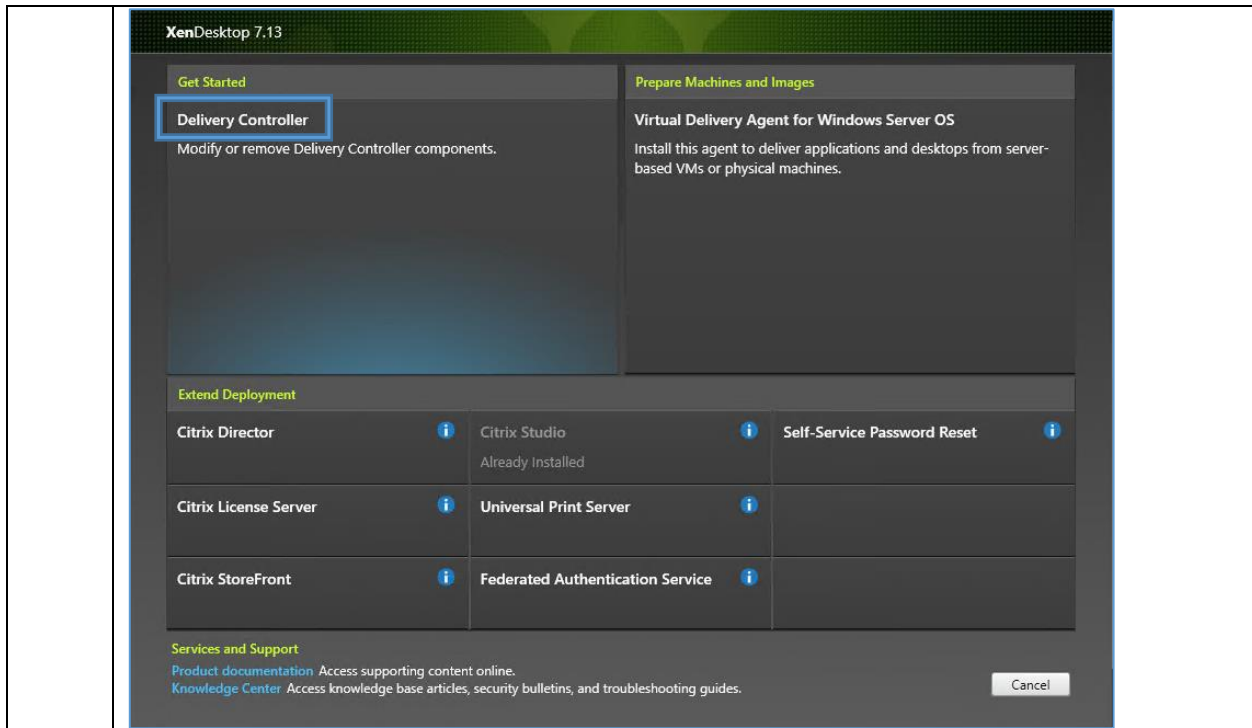 XenDesktop 7.13
Get Started
Delivery Controller
Modify or remove Delivery Controller components.
Prepare Machines and Images
Virtual Delivery Agent for Windows Server OS
Install this agent to deliver applications and desktops from server-
based VMs or physical machines.
Extend Deployment
Citrix Director
Citrix Studio
Already Installed
Self-Service Password Reset
Citrix License Server
Universal Print Server
Citrix StoreFront
Federated Authentication Service
Services and Support
Product documentation Access supporting content online.
Knowledge Center Access knowledge base articles, security bulletins, and troubleshooting guides.
Cancel